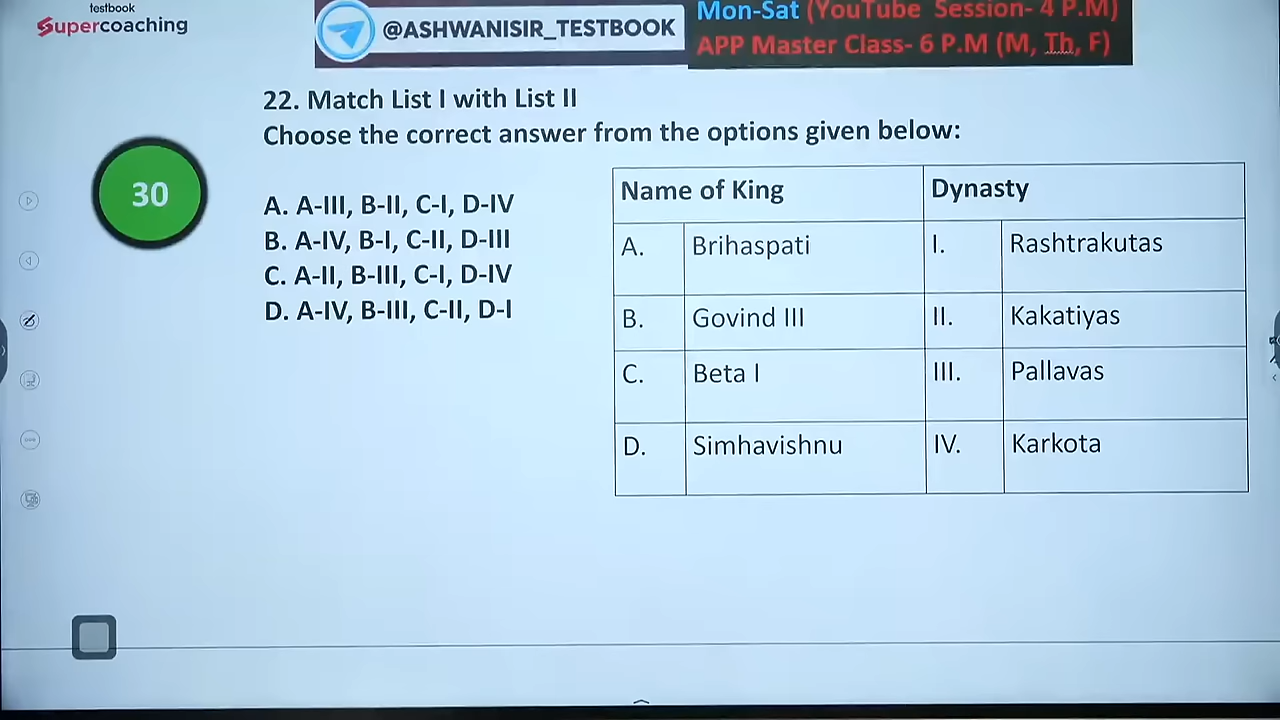 testbook
Supercoaching
@ASHWANISIR_TESTBOOK
Mon-Sat (YouTube Session- 4 P.M)
APP Master Class- 6 P.M (M, Th, F)
22. Match List I with List II
Choose the correct answer from the options given below:
30
A. A-III, B-II, C-I, D-IV
B. A-IV, B-I, C-II, D-III
C. A-II, B-III, C-I, D-IV
D. A-IV, B-III, C-II, D-I
Name of King Dynasty
A. Brihaspati I. Rashtrakutas
B. Govind III II. Kakatiyas
C. Beta I III. Pallavas
D. Simhavishnu IV. Karkota